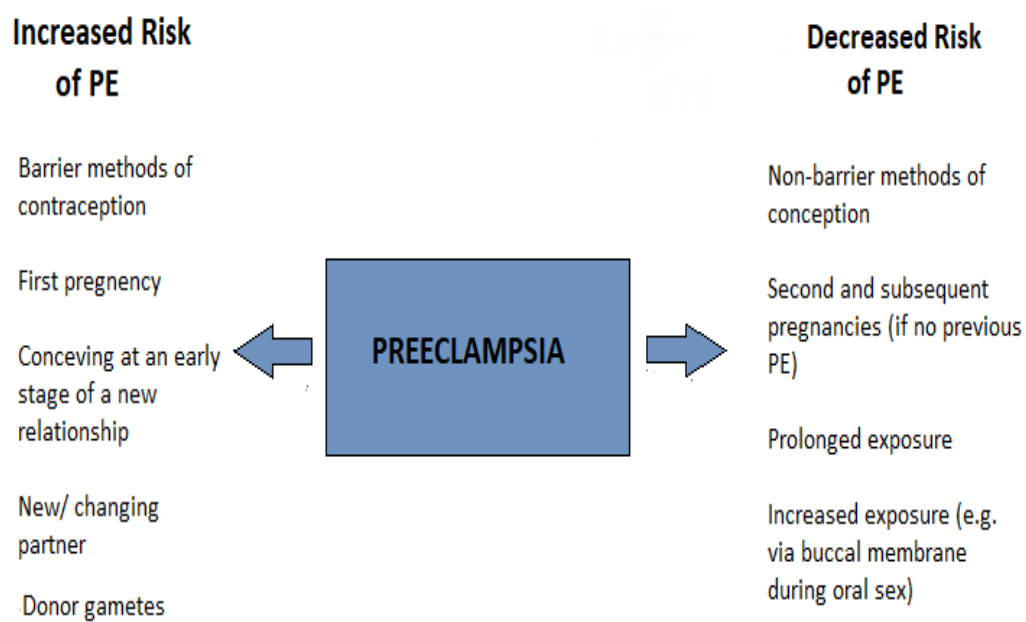 Increased Risk
of PE
Barrier methods of
contraception
First pregnency
Conceving at an early
stage of a new
relationship
New/ changing
partner
Donor gametes
PREECLAMPSIA
Decreased Risk
of PE
Non-barrier methods of
conception
Second and subsequent
pregnancies (if no previous
PE)
Prolonged exposure
Increased exposure (e.g.
via buccal membrane
during oral sex)